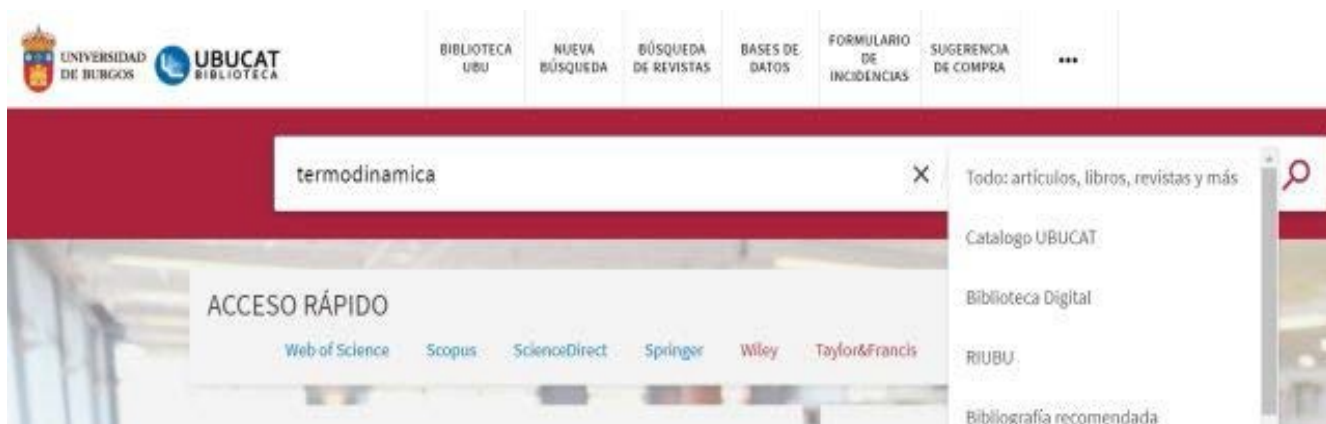 UNIVERSIDAD
DE BURGOS
UBUCAT
BIBLIOTECA
BIBLIOTECA
UBU
NUEVA
BÚSQUEDA
BÚSQUEDA
DE REVISTAS
BASES DE
DATOS
FORMULARIO
DE
INCIDENCIAS
SUGERENCIA
DE COMPRA
•••
termodinamica
Todo: artículos, libros, revistas y más
Catalogo UBUCAT
Biblioteca Digital
RIUBU
Bibliografía recomendada
ACCESO RÁPIDO
Web of Science Scopus ScienceDirect Springer Wiley Taylor&Francis